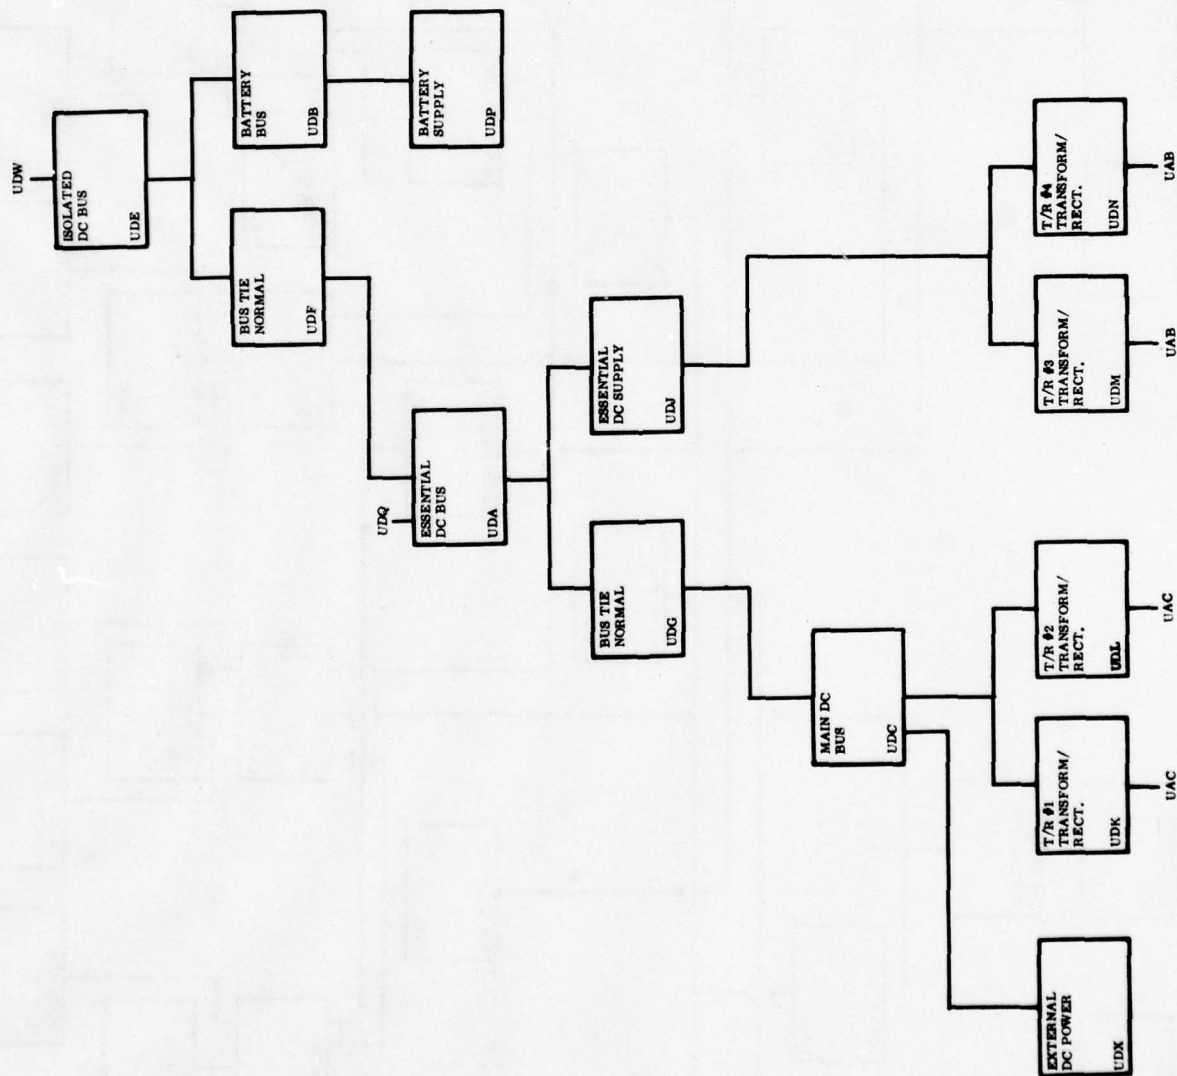 UDW
ISOLATED
DC BUS
UDE
BATTERY
BUS
UDB
BATTERY
SUPPLY
UDP
BUS TIE
NORMAL
UDF
UDQ
ESSENTIAL
DC BUS
UDA
ESSENTIAL
DC SUPPLY
UDJ
BUS TIE
NORMAL
UDG
MAIN DC
BUS
UDC
T/R #4
TRANSFORM/
RECT.
UDN
UAB
T/R #3
TRANSFORM/
RECT.
UDM
UAB
T/R #2
TRANSFORM/
RECT.
UDL
UAC
T/R #1
TRANSFORM/
RECT.
UDK
UAC
EXTERNAL
DC POWER
UDX